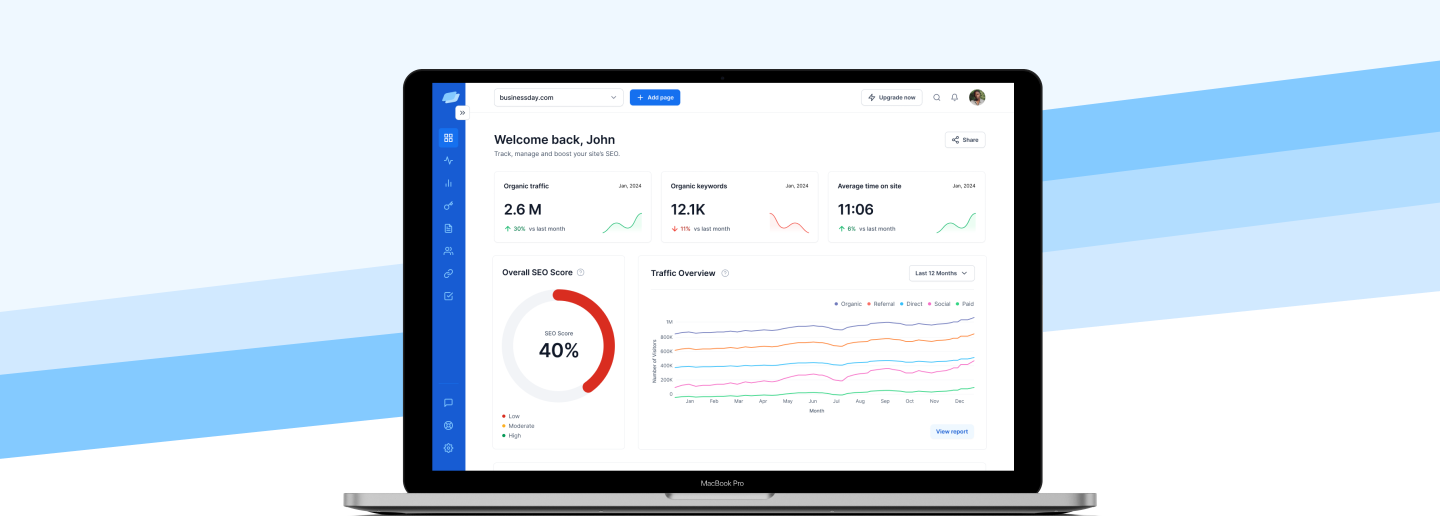 businessday.com
Add page
Upgrade now
Welcome back, John
Track, manage and boost your site's SEO.
Share
Organic traffic
Jan, 2024
2.6 M
30% vs last month
Organic keywords
Jan, 2024
12.1K
11% vs last month
Average time on site
Jan, 2024
11:06
6% vs last month
Overall SEO Score
SEO Score
40%
Low
Moderate
High
Traffic Overview
Last 12 Months
Organic Referral Direct Social Paid
Number of Visitors
1M
800K
600K
400K
200K
0
Jan Feb Mar Apr May Jun Jul Aug Sep Oct Nov Dec
Month
View report
MacBook Pro